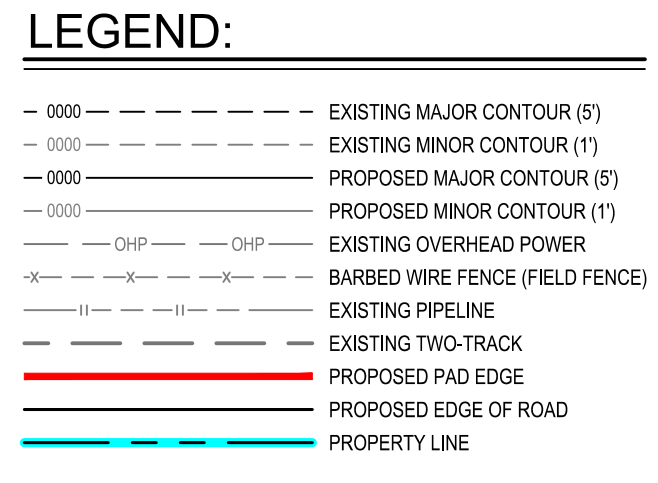 LEGEND:
0000 EXISTING MAJOR CONTOUR (5')
0000 EXISTING MINOR CONTOUR (1')
0000 PROPOSED MAJOR CONTOUR (5')
0000 PROPOSED MINOR CONTOUR (1')
OHP OHP EXISTING OVERHEAD POWER
X X X BARBED WIRE FENCE (FIELD FENCE)
EXISTING PIPELINE
EXISTING TWO-TRACK
PROPOSED PAD EDGE
PROPOSED EDGE OF ROAD
PROPERTY LINE